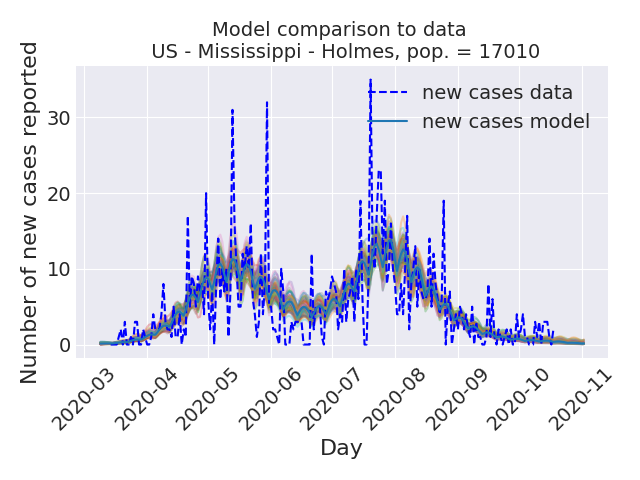 Model comparison to data
US - Mississippi - Holmes, pop. = 17010
Number of new cases reported
30
20
10
0
new cases data
new cases model
2020-03
2020-04
2020-05
2020-06
2020-07
2020-08
2020-09
2020-10
2020-11
Day